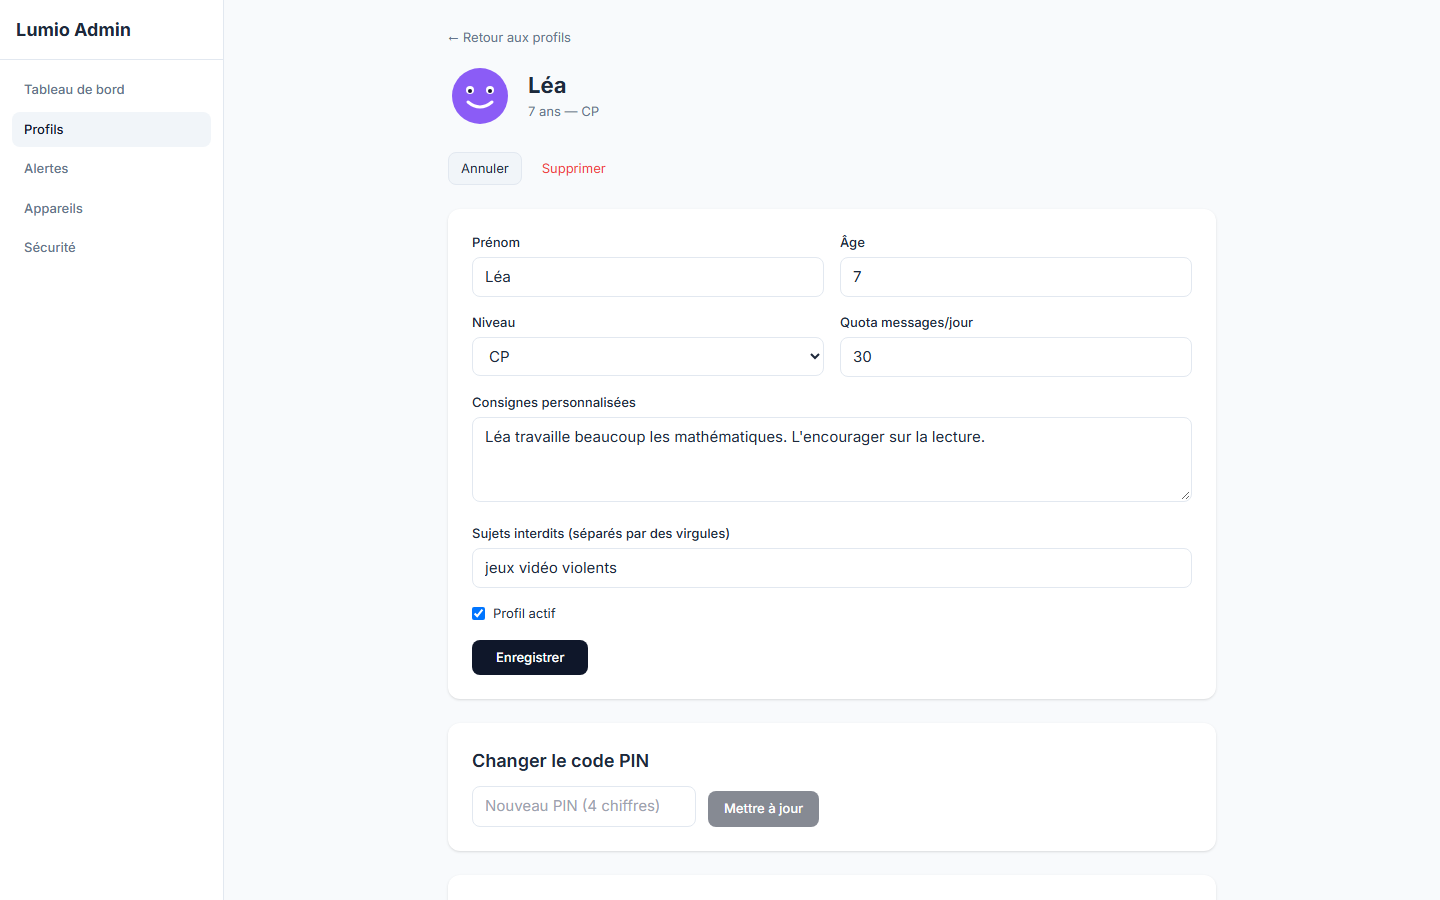 Lumio Admin
Tableau de bord
Profils
Alertes
Appareils
Sécurité
← Retour aux profils
Léa
7 ans — CP
Annuler
Supprimer
Prénom
Âge
Léa
7
Niveau
Quota messages/jour
CP
30
Consignes personnalisées
Léa travaille beaucoup les mathématiques. L'encourager sur la lecture.
Sujets interdits (séparés par des virgules)
jeux vidéo violents
Profil actif
Enregistrer
Changer le code PIN
Nouveau PIN (4 chiffres)
Mettre à jour